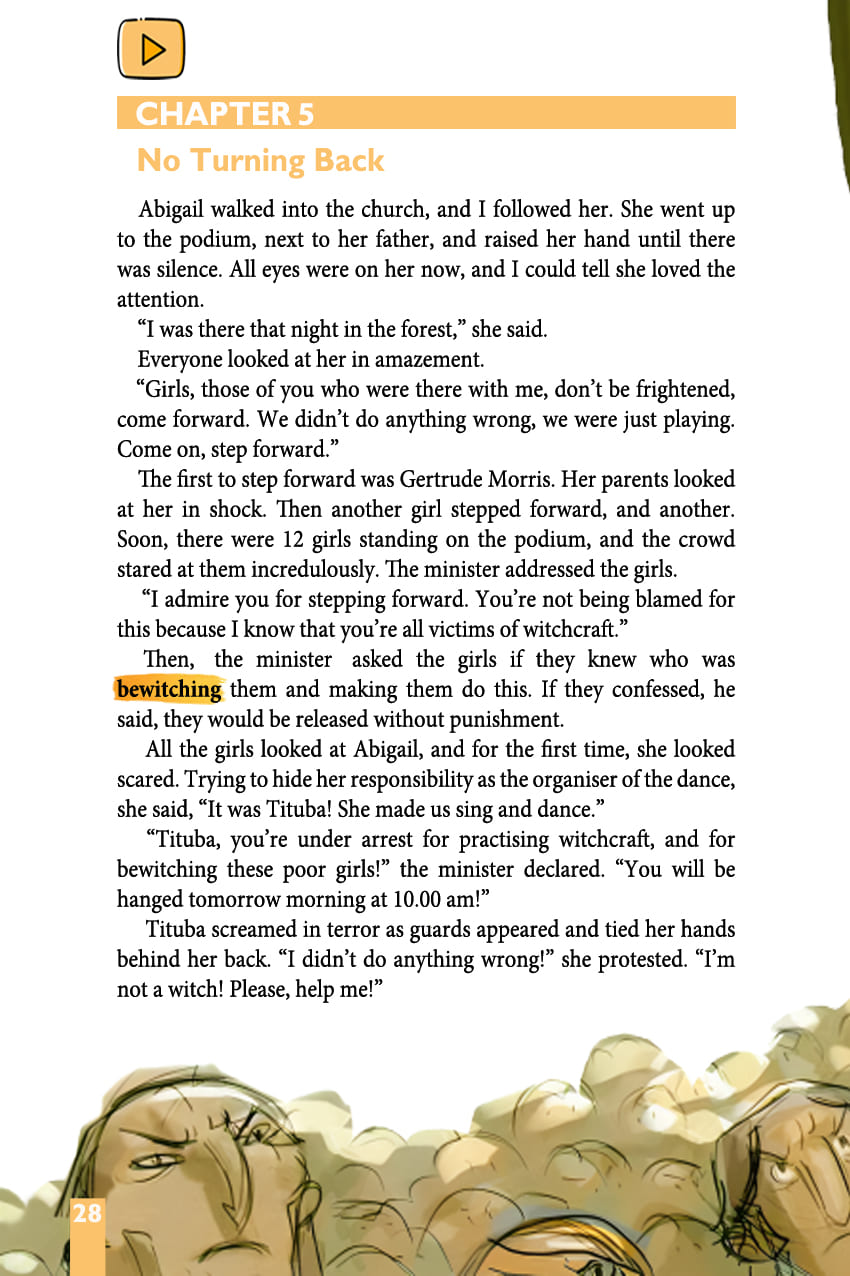 CHAPTER 5
No Turning Back
Abigail walked into the church, and I followed her. She went up
to the podium, next to her father, and raised her hand until there
was silence. All eyes were on her now, and I could tell she loved the
attention.
“I was there that night in the forest,” she said.
Everyone looked at her in amazement.
“Girls, those of you who were there with me, don’t be frightened,
come forward. We didn’t do anything wrong, we were just playing.
Come on, step forward.”
The first to step forward was Gertrude Morris. Her parents looked
at her in shock. Then another girl stepped forward, and another.
Soon, there were 12 girls standing on the podium, and the crowd
stared at them incredulously. The minister addressed the girls.
“I admire you for stepping forward. You’re not being blamed for
this because I know that you’re all victims of witchcraft.”
Then, the minister asked the girls if they knew who was
bewitching them and making them do this. If they confessed, he
said, they would be released without punishment.
All the girls looked at Abigail, and for the first time, she looked
scared. Trying to hide her responsibility as the organiser of the dance,
she said, “It was Tituba! She made us sing and dance.”
“Tituba, you’re under arrest for practising witchcraft, and for
bewitching these poor girls!” the minister declared. “You will be
hanged tomorrow morning at 10.00 am!”
Tituba screamed in terror as guards appeared and tied her hands
behind her back. “I didn’t do anything wrong!” she protested. “I’m
not a witch! Please, help me!”
28